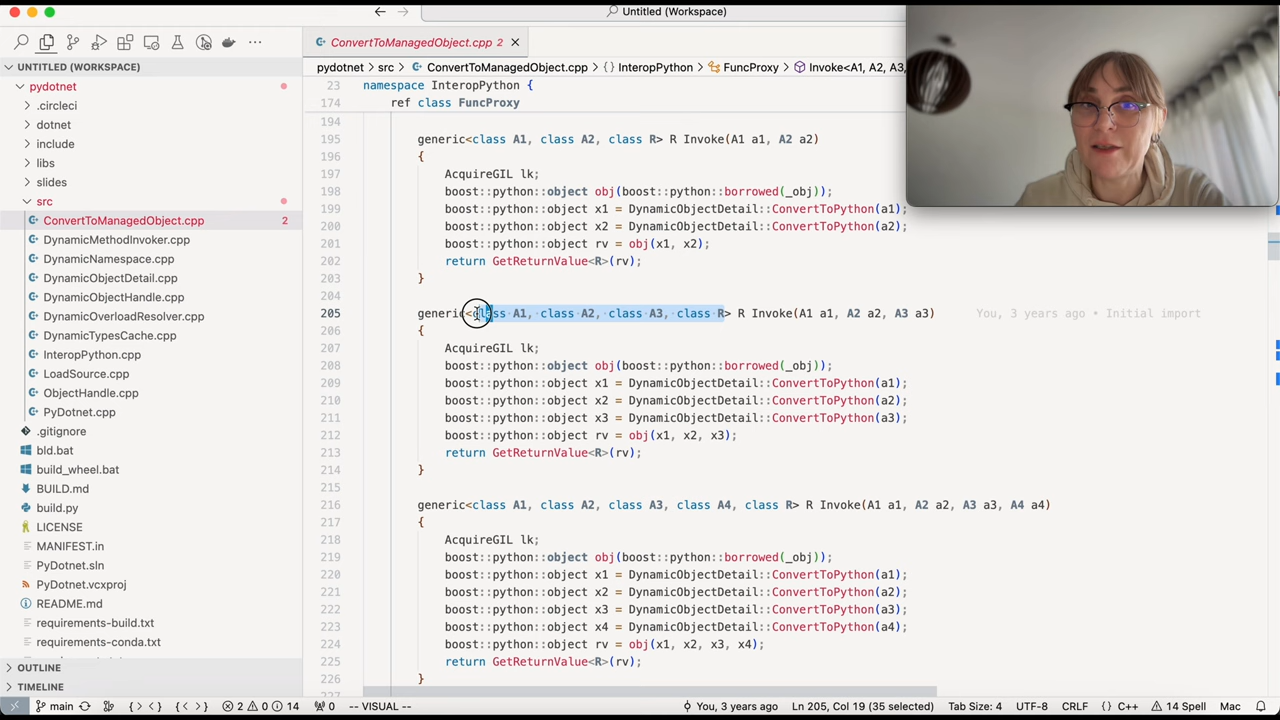 Untitled (Workspace)
ConvertToManagedObject.cpp 2
UNTITLED (WORKSPACE)
pydotnet
.circleci
dotnet
include
libs
slides
src
ConvertToManagedObject.cpp 2
DynamicMethodInvoker.cpp
DynamicNamespace.cpp
DynamicObjectDetail.cpp
DynamicObjectHandle.cpp
DynamicOverloadResolver.cpp
DynamicTypesCache.cpp
InteropPython.cpp
LoadSource.cpp
ObjectHandle.cpp
PyDotnet.cpp
.gitignore
bld.bat
build_wheel.bat
BUILD.md
build.py
LICENSE
MANIFEST.in
PyDotnet.sln
PyDotnet.vcxproj
README.md
requirements-build.txt
requirements-conda.txt
OUTLINE
TIMELINE
pydotnet > src > ConvertToManagedObject.cpp > {} InteropPython > FuncProxy > Invoke<A1, A2, A3,
23 namespace InteropPython {
174 ref class FuncProxy
194
195 generic<class A1, class A2, class R> R Invoke(A1 a1, A2 a2)
196 {
197 AcquireGIL lk;
198 boost::python::object obj(boost::python::borrowed(_obj));
199 boost::python::object x1 = DynamicObjectDetail::ConvertToPython(a1);
200 boost::python::object x2 = DynamicObjectDetail::ConvertToPython(a2);
201 boost::python::object rv = obj(x1, x2);
202 return GetReturnValue<R>(rv);
203 }
204
205 generic<class A1, class A2, class A3, class R> R Invoke(A1 a1, A2 a2, A3 a3) You, 3 years ago • Initial import
206 {
207 AcquireGIL lk;
208 boost::python::object obj(boost::python::borrowed(_obj));
209 boost::python::object x1 = DynamicObjectDetail::ConvertToPython(a1);
210 boost::python::object x2 = DynamicObjectDetail::ConvertToPython(a2);
211 boost::python::object x3 = DynamicObjectDetail::ConvertToPython(a3);
212 boost::python::object rv = obj(x1, x2, x3);
213 return GetReturnValue<R>(rv);
214 }
215
216 generic<class A1, class A2, class A3, class A4, class R> R Invoke(A1 a1, A2 a2, A3 a3, A4 a4)
217 {
218 AcquireGIL lk;
219 boost::python::object obj(boost::python::borrowed(_obj));
220 boost::python::object x1 = DynamicObjectDetail::ConvertToPython(a1);
221 boost::python::object x2 = DynamicObjectDetail::ConvertToPython(a2);
222 boost::python::object x3 = DynamicObjectDetail::ConvertToPython(a3);
223 boost::python::object x4 = DynamicObjectDetail::ConvertToPython(a4);
224 boost::python::object rv = obj(x1, x2, x3, x4);
225 return GetReturnValue<R>(rv);
226 }
main 2 0 14 0 -- VISUAL -- You, 3 years ago Ln 205, Col 19 (35 selected) Tab Size: 4 UTF-8 CRLF {} C++ 14 Spell Mac